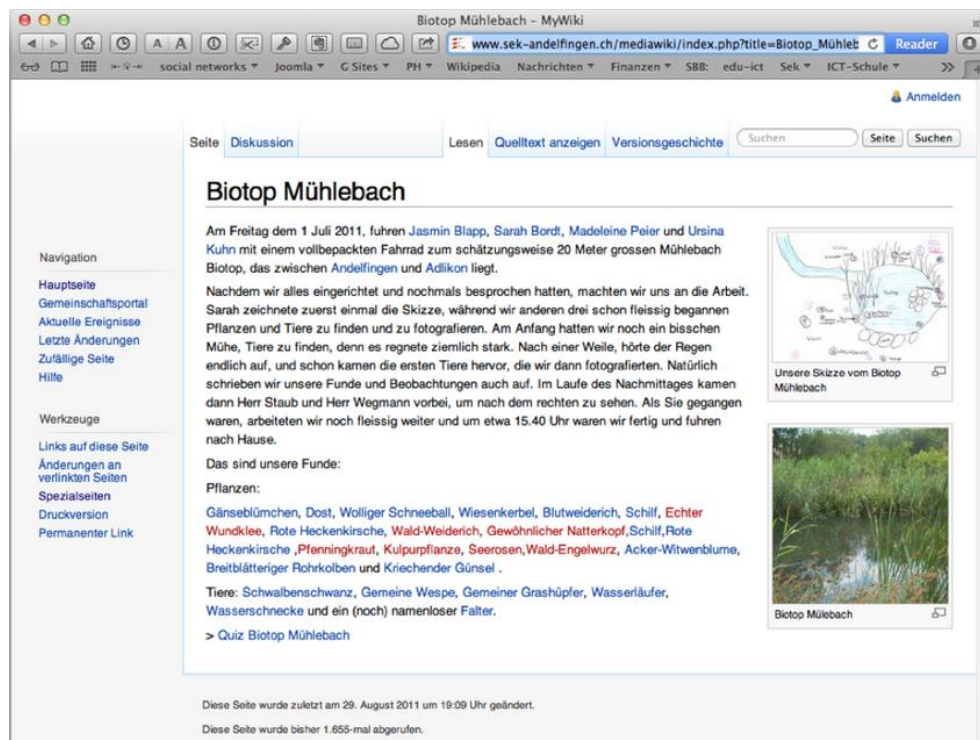 Biotop Mühlebach - MyWiki
A A
www.sek-andelfingen.ch/mediawiki/index.php?title=Biotop_Mühleb
Reader
social networks Joomla G Sites PH Wikipedia Nachrichten Finanzen SBB: edu-ict Sek ICT-Schule >>
Anmelden
Seite Diskussion Lesen Quelltext anzeigen Versionsgeschichte Suchen Seite Suchen
Biotop Mühlebach
Am Freitag dem 1 Juli 2011, fuhren Jasmin Blapp, Sarah Bordt, Madeleine Peier und Ursina
Kuhn mit einem vollbepackten Fahrrad zum schätzungsweise 20 Meter grossen Mühlebach
Biotop, das zwischen Andelfingen und Adlikon liegt.
Nachdem wir alles eingerichtet und nochmals besprochen hatten, machten wir uns an die Arbeit.
Sarah zeichnete zuerst einmal die Skizze, während wir anderen drei schon fleissig begannen
Pflanzen und Tiere zu finden und zu fotografieren. Am Anfang hatten wir noch ein bisschen
Mühe, Tiere zu finden, denn es regnete ziemlich stark. Nach einer Weile, hörte der Regen
endlich auf, und schon kamen die ersten Tiere hervor, die wir dann fotografierten. Natürlich
schrieben wir unsere Funde und Beobachtungen auch auf. Im Laufe des Nachmittages kamen
dann Herr Staub und Herr Wegmann vorbei, um nach dem rechten zu sehen. Als Sie gegangen
waren, arbeiteten wir noch fleissig weiter und um etwa 15.40 Uhr waren wir fertig und fuhren
nach Hause.
Das sind unsere Funde:
Pflanzen:
Gänseblümchen, Dost, Wolliger Schneeball, Wiesenkerbel, Blutweiderich, Schilf, Echter
Wundklee, Rote Heckenkirsche, Wald-Weiderich, Gewöhnlicher Natterkopf,Schilf,Rote
Heckenkirsche ,Pfenningkraut, Kulpurpflanze, Seerosen,Wald-Engelwurz, Acker-Witwenblume,
Breitblätteriger Rohrkolben und Kriechender Günsel .
Tiere: Schwalbenschwanz, Gemeine Wespe, Gemeiner Grashüpfer, Wasserläufer,
Wasserschnecke und ein (noch) namenloser Falter.
> Quiz Biotop Mühlebach
Unsere Skizze vom Biotop
Mühlebach
Biotop Mülebach
Navigation
Hauptseite
Gemeinschaftsportal
Aktuelle Ereignisse
Letzte Änderungen
Zufällige Seite
Hilfe
Werkzeuge
Links auf diese Seite
Änderungen an
verlinkten Seiten
Spezialseiten
Druckversion
Permanenter Link
Diese Seite wurde zuletzt am 29. August 2011 um 19:09 Uhr geändert.
Diese Seite wurde bisher 1.655-mal abgerufen.